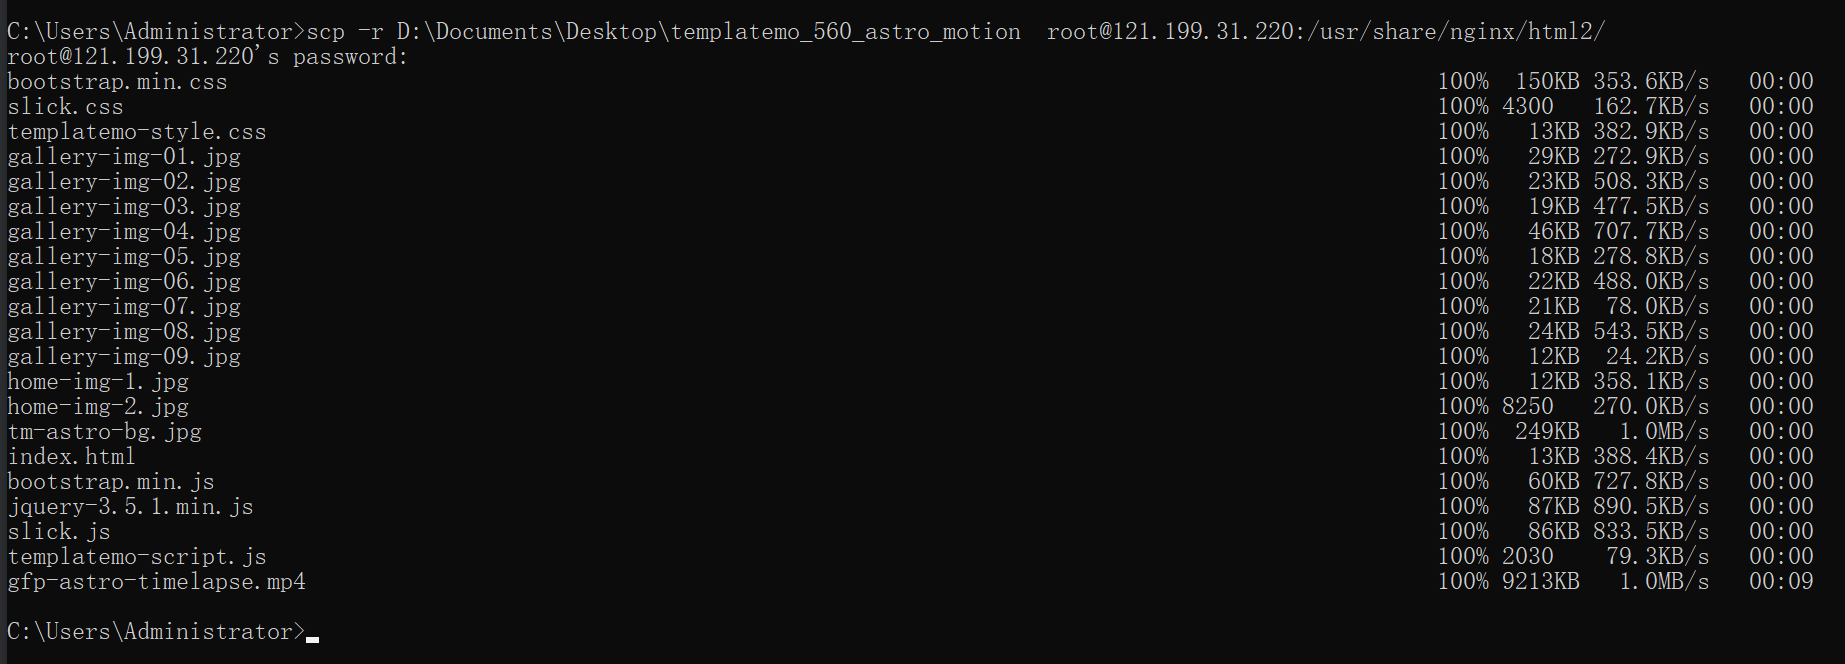 C:\Users\Administrator>scp -r D:\Documents\Desktop\templatemo_560_astro_motion  root@121.199.31.220:/usr/share/nginx/html2/
root@121.199.31.220's password:
bootstrap.min.css 100% 150KB 353.6KB/s 00:00
slick.css 100% 4300 162.7KB/s 00:00
templatemo-style.css 100% 13KB 382.9KB/s 00:00
gallery-img-01.jpg 100% 29KB 272.9KB/s 00:00
gallery-img-02.jpg 100% 23KB 508.3KB/s 00:00
gallery-img-03.jpg 100% 19KB 477.5KB/s 00:00
gallery-img-04.jpg 100% 46KB 707.7KB/s 00:00
gallery-img-05.jpg 100% 18KB 278.8KB/s 00:00
gallery-img-06.jpg 100% 22KB 488.0KB/s 00:00
gallery-img-07.jpg 100% 21KB 78.0KB/s 00:00
gallery-img-08.jpg 100% 24KB 543.5KB/s 00:00
gallery-img-09.jpg 100% 12KB 24.2KB/s 00:00
home-img-1.jpg 100% 12KB 358.1KB/s 00:00
home-img-2.jpg 100% 8250 270.0KB/s 00:00
tm-astro-bg.jpg 100% 249KB 1.0MB/s 00:00
index.html 100% 13KB 388.4KB/s 00:00
bootstrap.min.js 100% 60KB 727.8KB/s 00:00
jquery-3.5.1.min.js 100% 87KB 890.5KB/s 00:00
slick.js 100% 86KB 833.5KB/s 00:00
templatemo-script.js 100% 2030 79.3KB/s 00:00
gfp-astro-timelapse.mp4 100% 9213KB 1.0MB/s 00:09
C:\Users\Administrator>